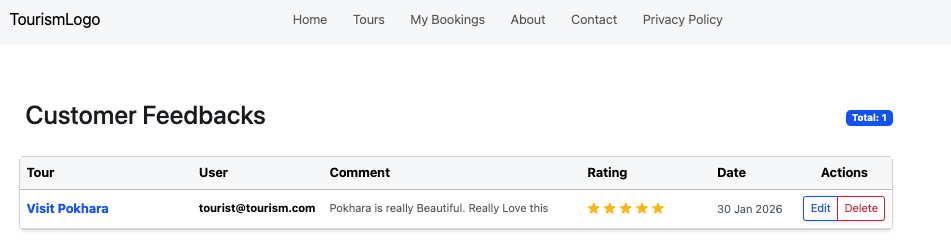 TourismLogo Home Tours My Bookings About Contact Privacy Policy
Customer Feedbacks Total: 1
Tour User Comment Rating Date Actions
Visit Pokhara tourist@tourism.com Pokhara is really Beautiful. Really Love this 30 Jan 2026 Edit Delete